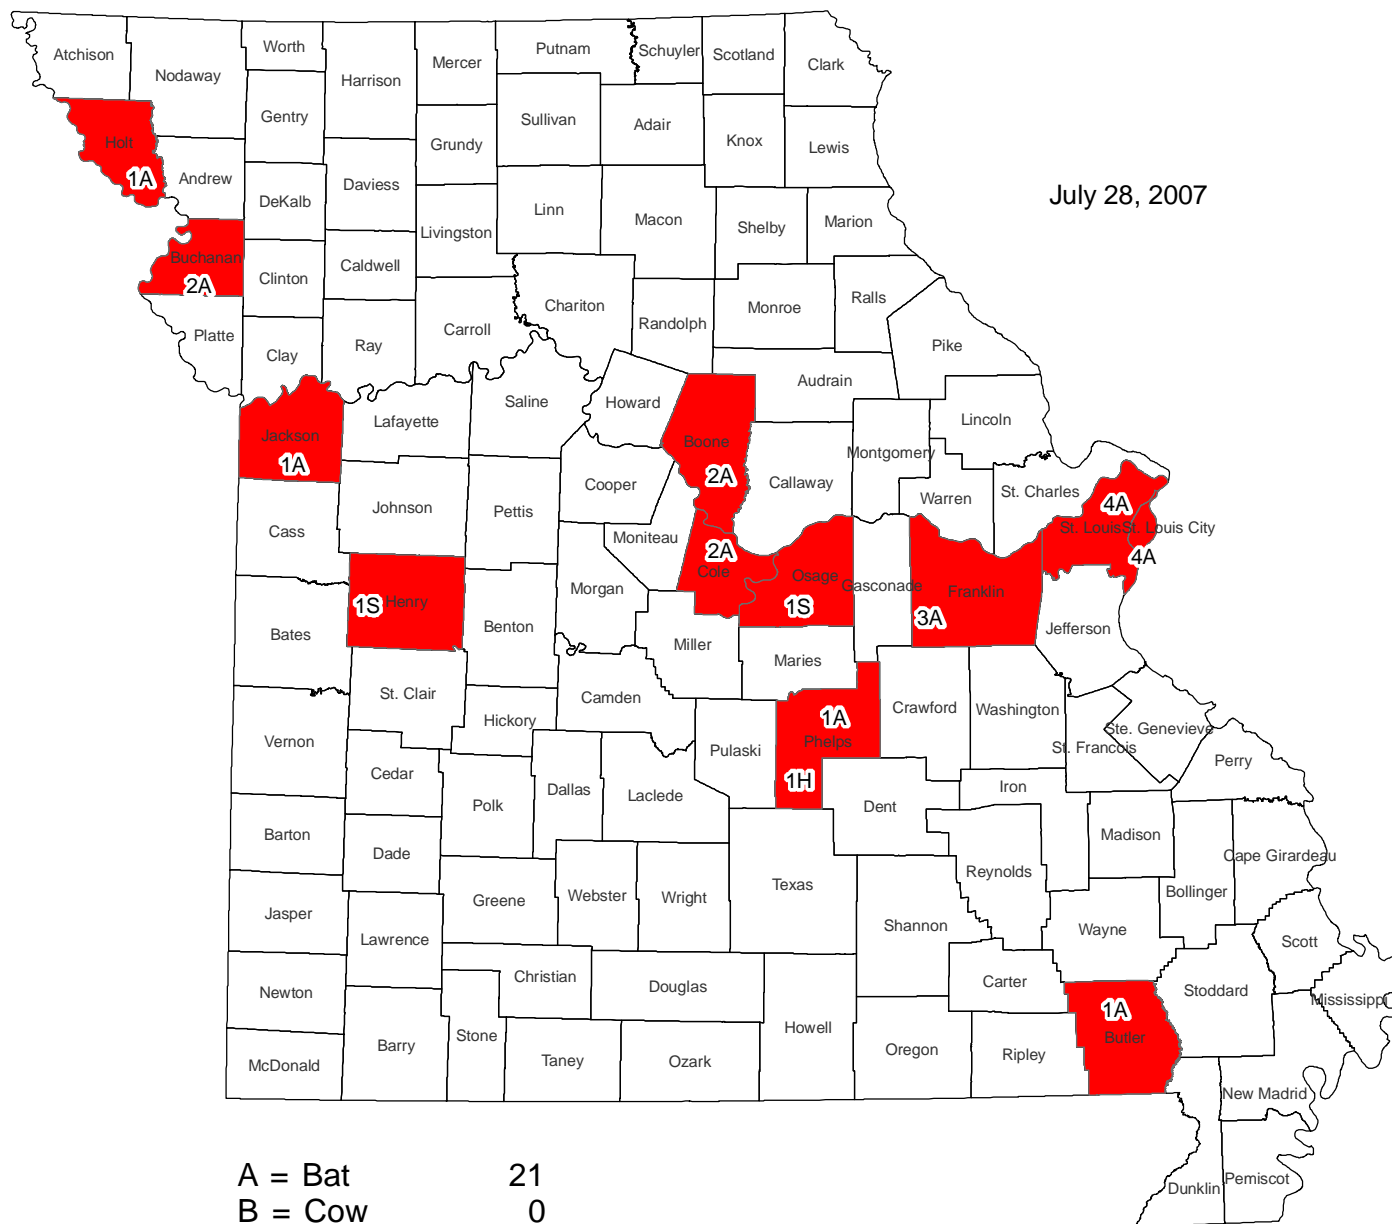 Atchison
Nodaway
Worth
Harrison
Mercer
Putnam
Schuyler
Scotland
Clark
Gentry
Sullivan
Adair
Knox
Lewis
Holt
1A
Andrew
DeKalb
Daviess
Grundy
Livingston
Linn
Macon
Shelby
Marion
July 28, 2007
Buchanan
2A
Clinton
Caldwell
Chariton
Randolph
Monroe
Ralls
Platte
Clay
Ray
Carroll
Pike
Saline
Howard
Audrain
Lincoln
Jackson
1A
Lafayette
Boone
2A
Callaway
Montgomery
Warren
St. Charles
4A
St. Louis
St. Louis City
4A
Cass
Johnson
Pettis
Cooper
Moniteau
2A
Cole
Osage
1S
Gasconade
Franklin
3A
Jefferson
Henry
1S
Bates
Benton
Morgan
Miller
Maries
St. Clair
Hickory
Camden
Pulaski
1A
Phelps
1H
Crawford
Washington
Ste. Genevieve
St. Francois
Perry
Vernon
Cedar
Polk
Dallas
Laclede
Dent
Iron
Madison
Cape Girardeau
Barton
Dade
Greene
Webster
Wright
Texas
Reynolds
Bollinger
Jasper
Lawrence
Shannon
Wayne
Scott
Newton
Christian
Douglas
Carter
Stoddard
Mississippi
McDonald
Barry
Stone
Taney
Ozark
Howell
Oregon
Ripley
1A
Butler
New Madrid
Dunklin
Pemiscot
A = Bat 21
B = Cow 0